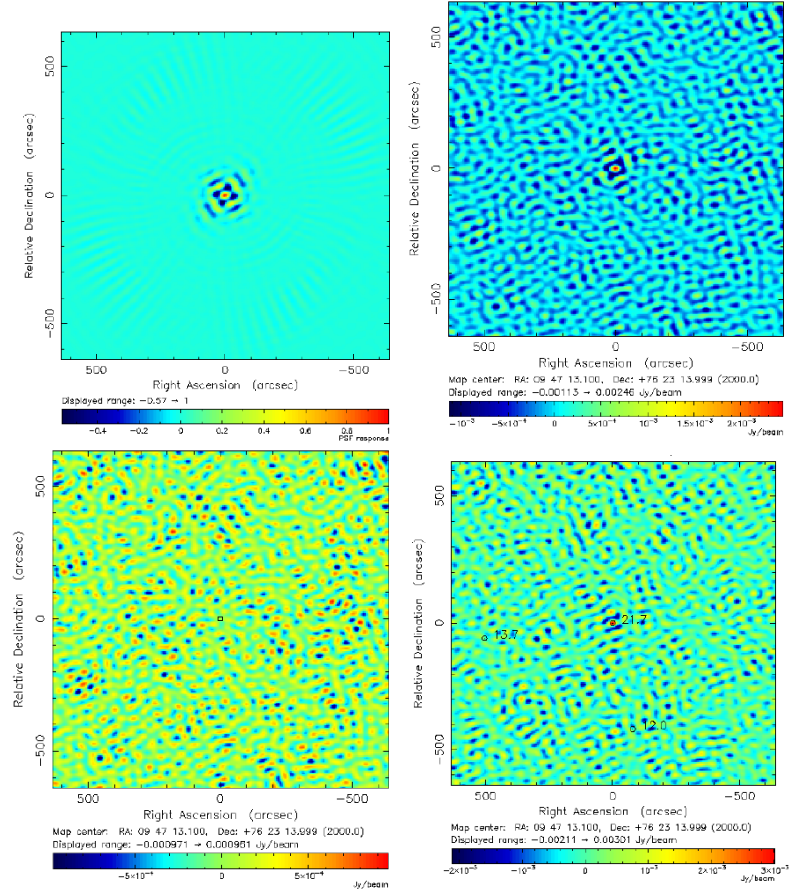 500
0
−500
Relative Declination (arcsec)
500 0 −500
Right Ascension (arcsec)
Displayed range: −0.57 → 1
−0.4 −0.2 0 0.2 0.4 0.6 0.8 1
PSF response
500
0
−500
Relative Declination (arcsec)
500 0 −500
Right Ascension (arcsec)
Map center: RA: 09 47 13.100, Dec: +76 23 13.999 (2000.0)
Displayed range: −0.00113 → 0.00246 Jy/beam
−10⁻³ −5×10⁻⁴ 0 5×10⁻⁴ 10⁻³ 1.5×10⁻³ 2×10⁻³
Jy/beam
500
0
−500
Relative Declination (arcsec)
500 0 −500
Right Ascension (arcsec)
Map center: RA: 09 47 13.100, Dec: +76 23 13.999 (2000.0)
Displayed range: −0.000971 → 0.000951 Jy/beam
−5×10⁻⁴ 0 5×10⁻⁴
Jy/beam
500
0
−500
Relative Declination (arcsec)
21.7
13.7
12.0
500 0 −500
Right Ascension (arcsec)
Map center: RA: 09 47 13.100, Dec: +76 23 13.999 (2000.0)
Displayed range: −0.00211 → 0.00301 Jy/beam
−2×10⁻³ −10⁻³ 0 10⁻³ 2×10⁻³ 3×10⁻³
Jy/beam